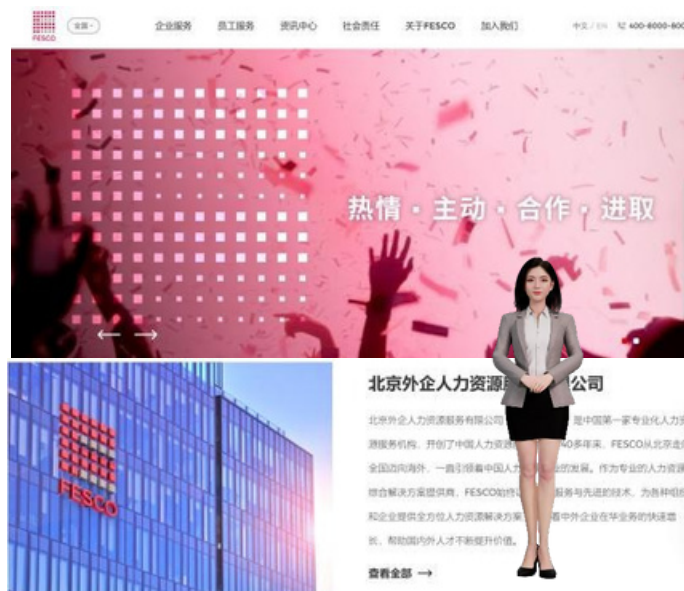 FESCO
全国
企业服务
员工服务
资讯中心
社会责任
关于FESCO
加入我们
中文 / EN
400-8000-800
热情·主动·合作·进取
FESCO
北京外企人力资源 公司
北京外企人力资源服务有限公司 是中国第一家专业化人力资
源服务机构，开创了中国人力资源 40多年来，FESCO从北京走
全国迈向海外，一直引领着中国人力 的发展。作为专业的人力资源
综合解决方案提供商，FESCO始终 服务与先进的技术，为各种组织
和企业提供全方位人力资源解决方案 着中外企业在华业务的快速增
长，帮助国内外人才不断提升价值。
查看全部 →